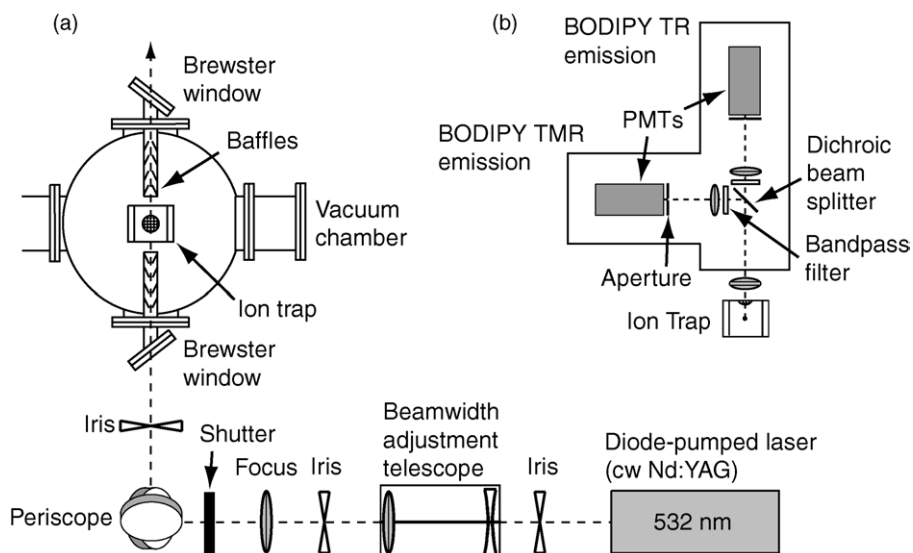 (a)
Brewster
window
Baffles
Vacuum
chamber
Ion trap
Brewster
window
Iris
Shutter
Focus
Iris
Beamwidth
adjustment
telescope
Iris
Diode-pumped laser
(cw Nd:YAG)
532 nm
Periscope
(b)
BODIPY TR
emission
PMTs
BODIPY TMR
emission
Dichroic
beam
splitter
Bandpass
filter
Aperture
Ion Trap